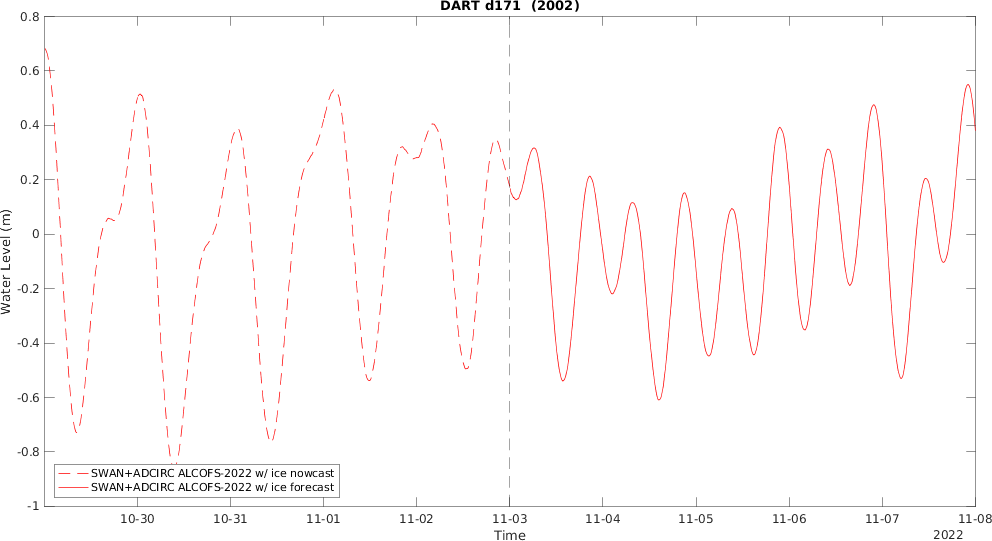 DART d171 (2002)
0.8
0.6
0.4
0.2
0
-0.2
-0.4
-0.6
-0.8
-1
Water Level (m)
SWAN+ADCIRC ALCOFS-2022 w/ ice nowcast
SWAN+ADCIRC ALCOFS-2022 w/ ice forecast
10-30 10-31 11-01 11-02 11-03 11-04 11-05 11-06 11-07 11-08
Time
2022